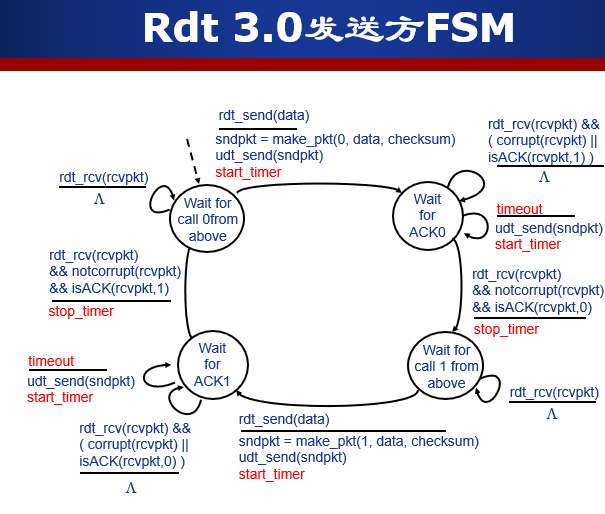 Rdt 3.0发送方FSM
rdt_send(data)
sndpkt = make_pkt(0, data, checksum)
udt_send(sndpkt)
start_timer
rdt_rcv(rcvpkt) &&
( corrupt(rcvpkt) ||
isACK(rcvpkt,1) )
Λ
rdt_rcv(rcvpkt)
Λ
Wait for
call 0from
above
Wait
for
ACK0
timeout
udt_send(sndpkt)
start_timer
rdt_rcv(rcvpkt)
&& notcorrupt(rcvpkt)
&& isACK(rcvpkt,1)
stop_timer
rdt_rcv(rcvpkt)
&& notcorrupt(rcvpkt)
&& isACK(rcvpkt,0)
stop_timer
timeout
udt_send(sndpkt)
start_timer
Wait
for
ACK1
Wait for
call 1 from
above
rdt_rcv(rcvpkt)
Λ
rdt_send(data)
sndpkt = make_pkt(1, data, checksum)
udt_send(sndpkt)
start_timer
rdt_rcv(rcvpkt) &&
( corrupt(rcvpkt) ||
isACK(rcvpkt,0) )
Λ